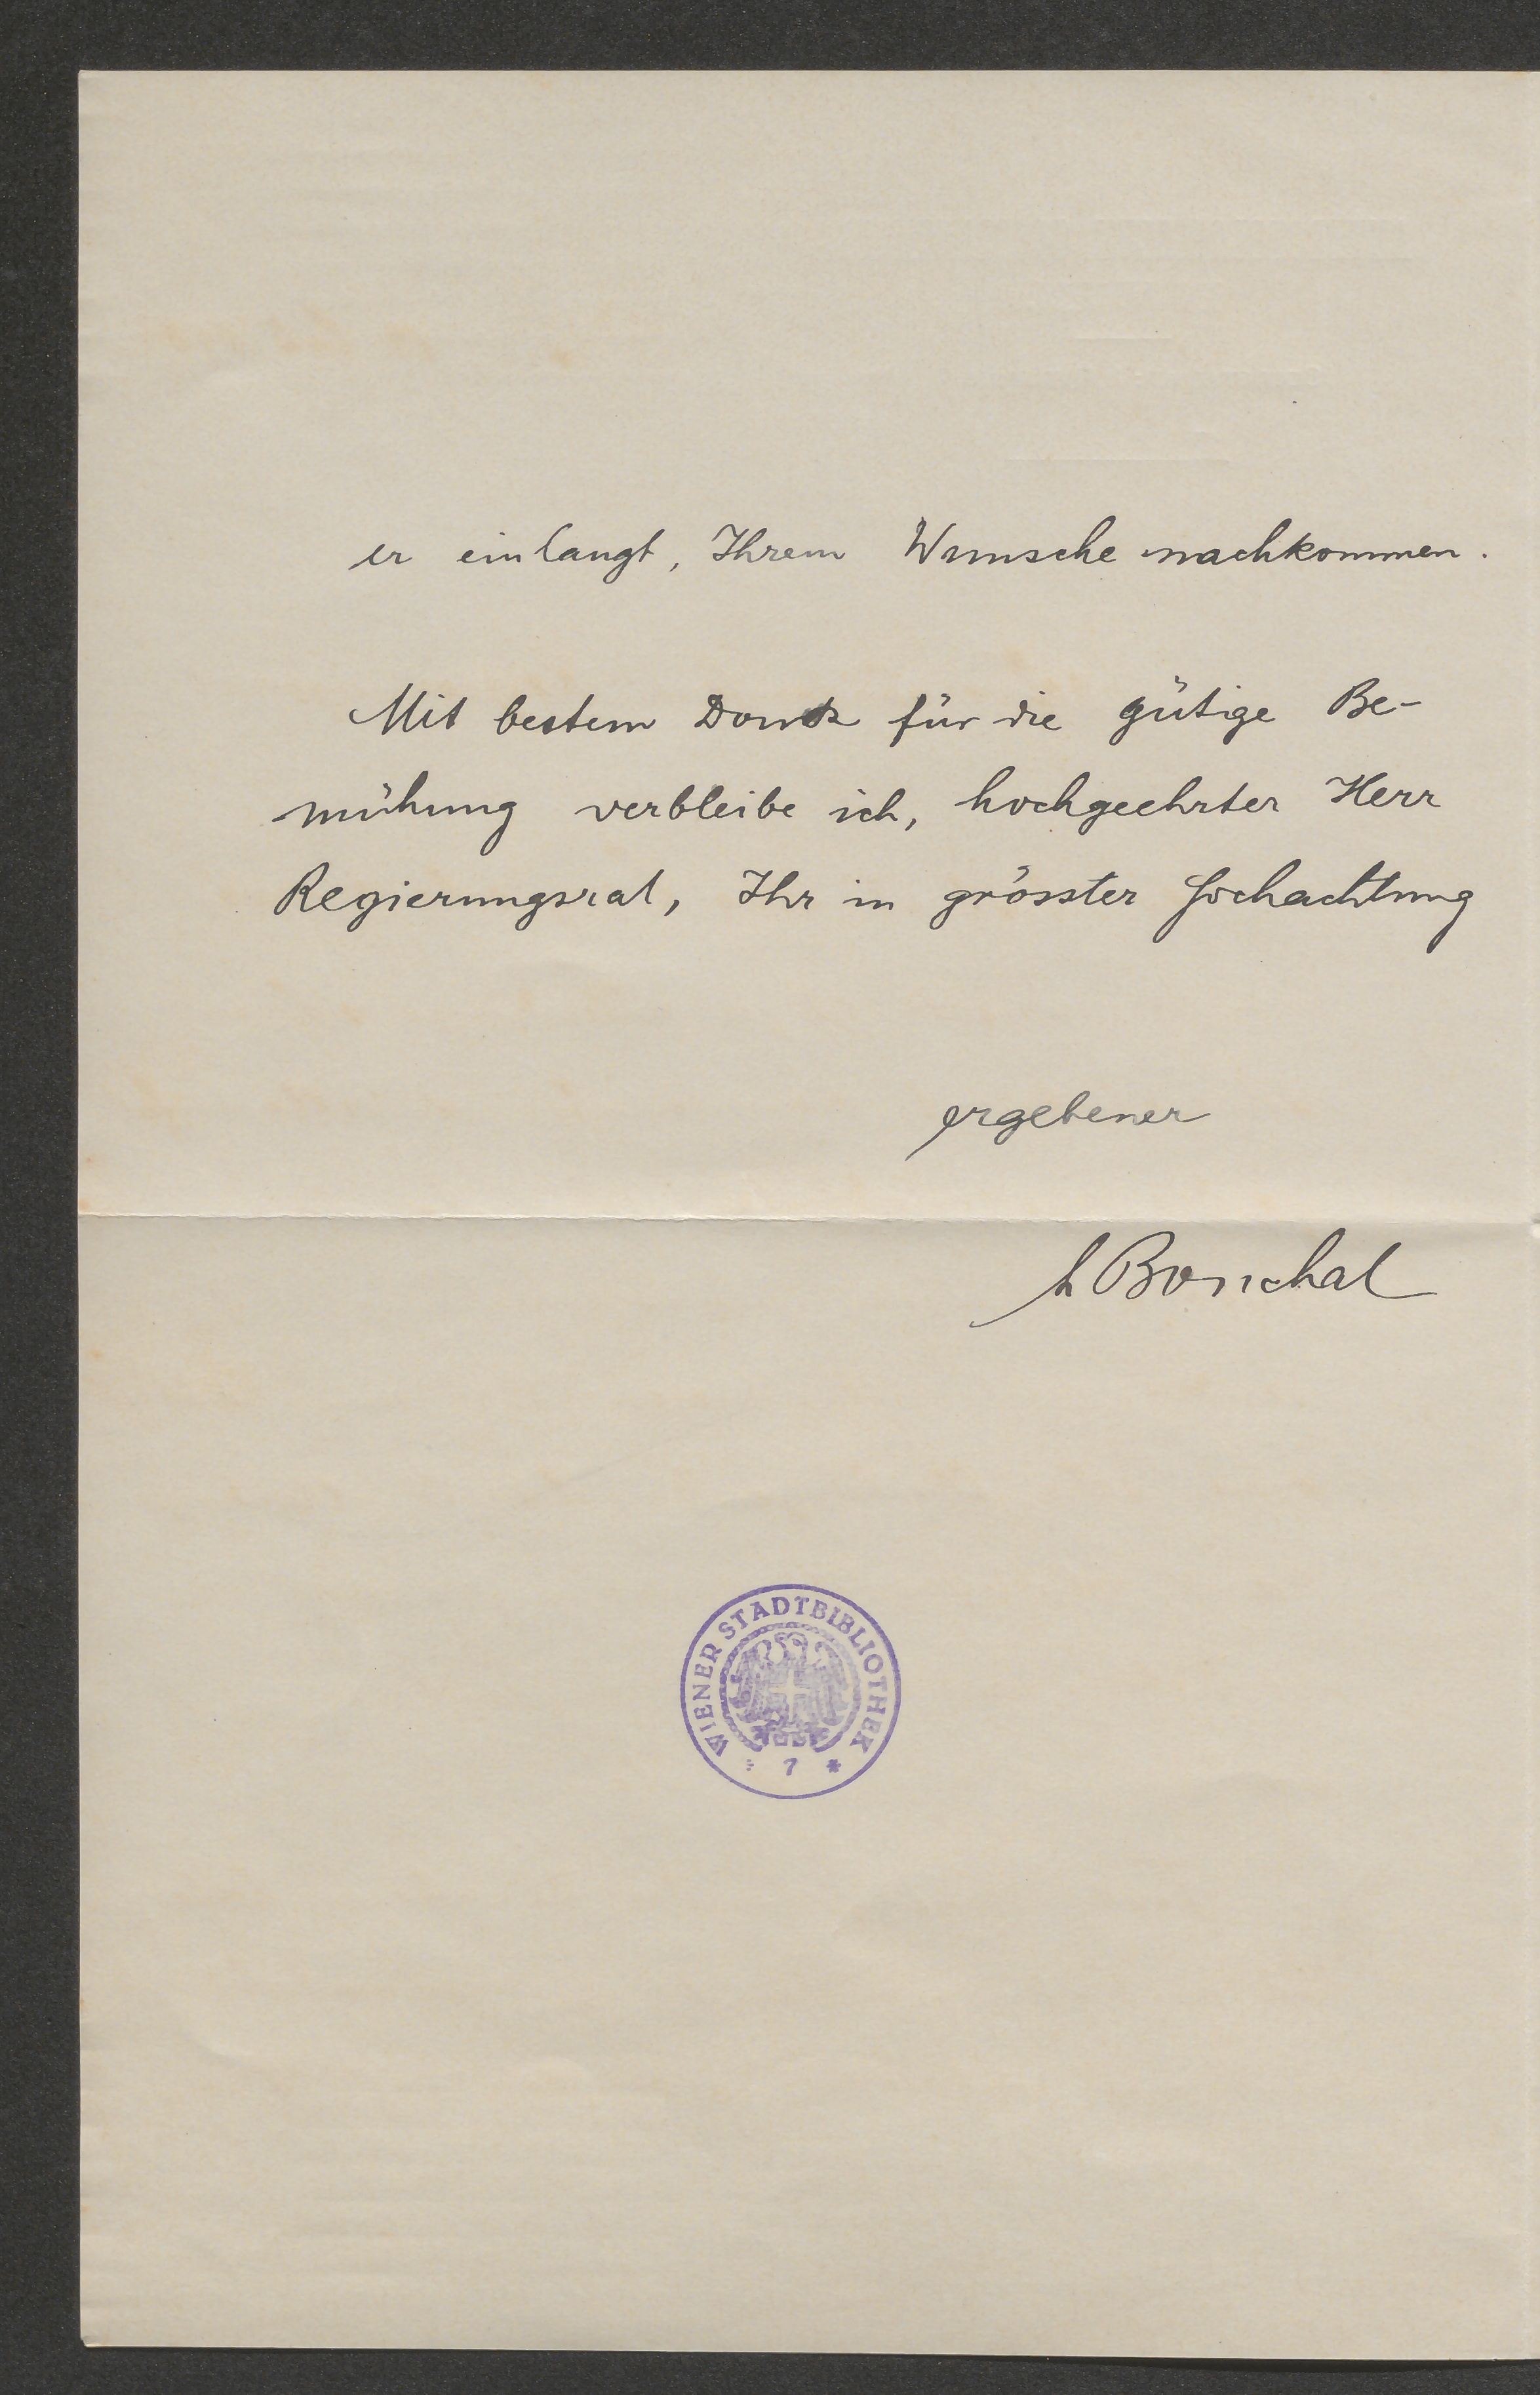 er einlangt, Ihrem Wunsche nachkommen.
Mit bestem Dank für die gütige Be-
mühung verbleibe ich, hochgeehrter Herr
Regierungsrat, Ihr in grösster Hochachtung
ergebener
WIENER STADTBIBLIOTHEK
* 7 *